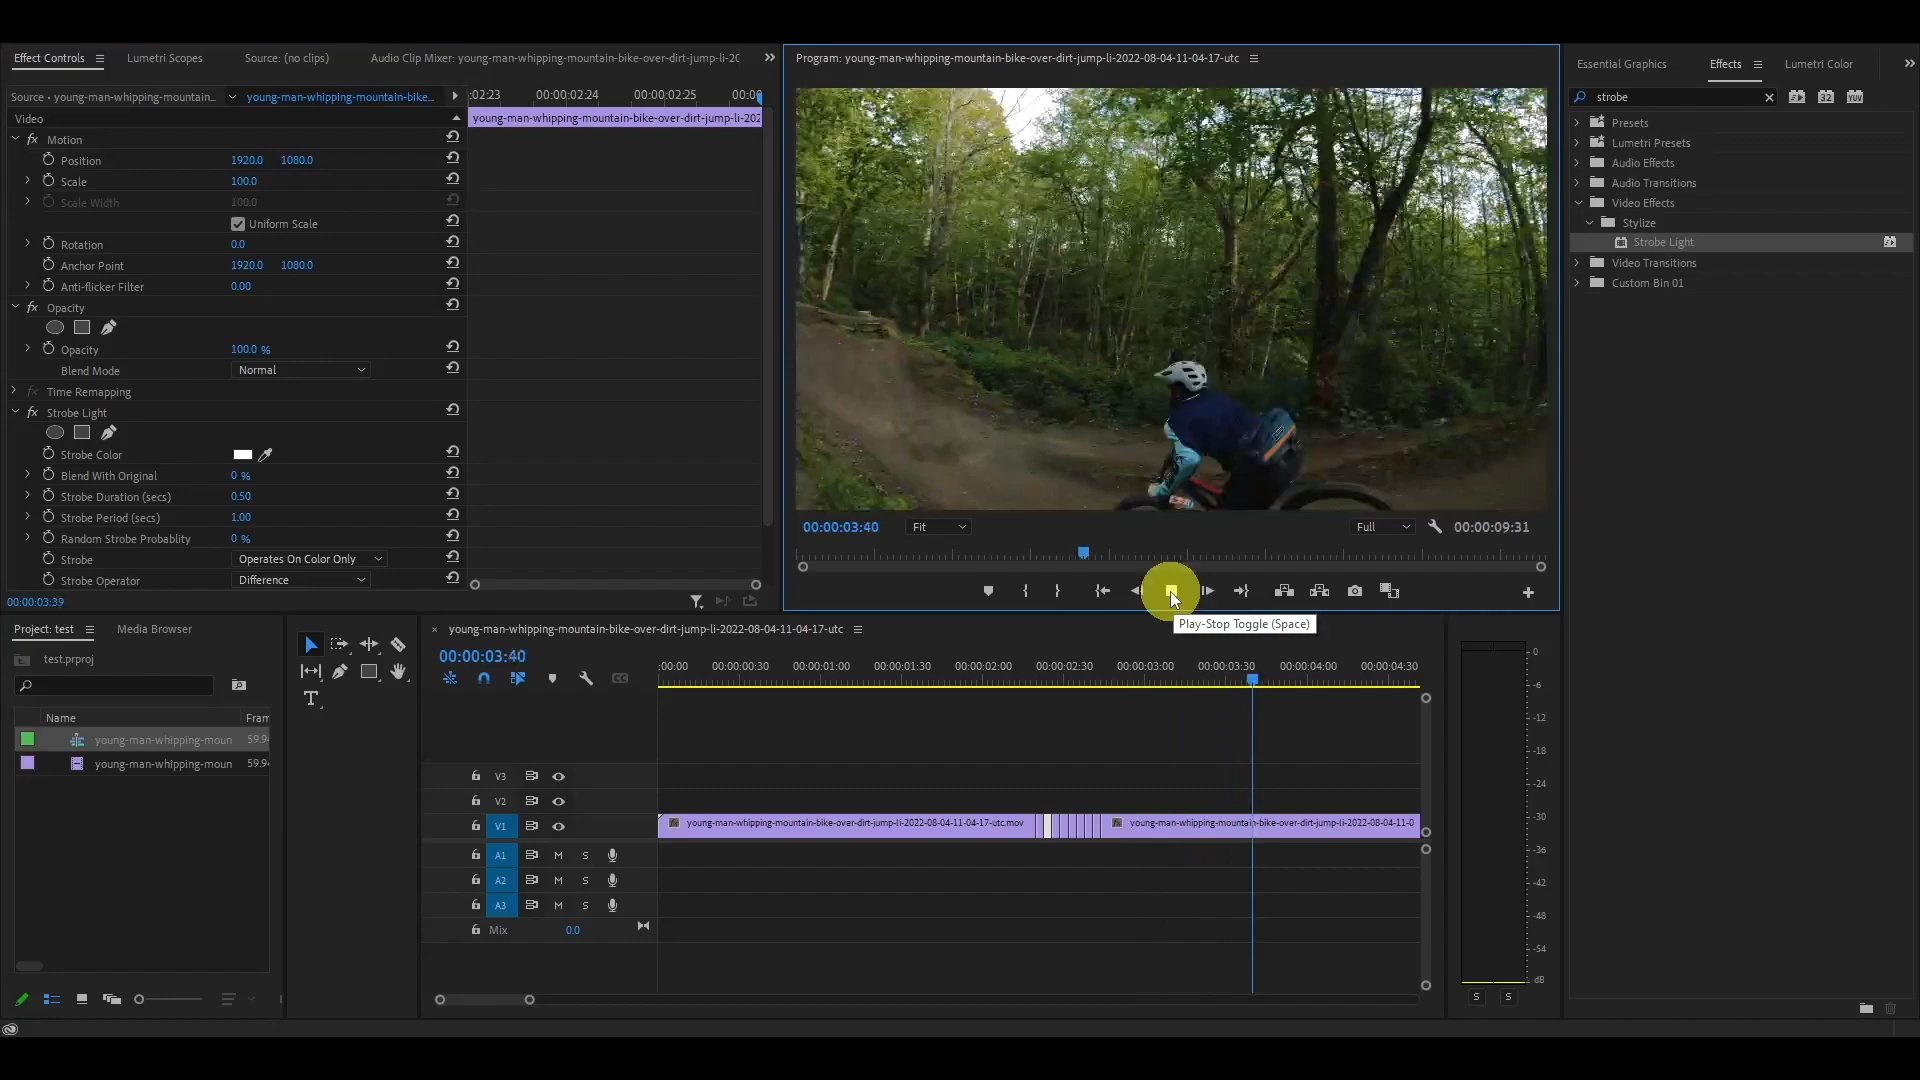 Effect Controls
Lumetri Scopes
Source: (no clips)
Audio Clip Mixer: young-man-whipping-mountain-bike-over-dirt-jump-li-20
Source • young-man-whipping-mountain...
young-man-whipping-mountain-bike...
:02:23
00:00:02:24
00:00:02:25
00:00
Video
young-man-whipping-mountain-bike-over-dirt-jump-li-202
fx Motion
Position 1920.0 1080.0
Scale 100.0
Scale Width 100.0
Uniform Scale
Rotation 0.0
Anchor Point 1920.0 1080.0
Anti-flicker Filter 0.00
fx Opacity
Opacity 100.0 %
Blend Mode Normal
fx Time Remapping
fx Strobe Light
Strobe Color
Blend With Original 0 %
Strobe Duration (secs) 0.50
Strobe Period (secs) 1.00
Random Strobe Probablity 0 %
Strobe Operates On Color Only
Strobe Operator Difference
00:00:03:39
Program: young-man-whipping-mountain-bike-over-dirt-jump-li-2022-08-04-11-04-17-utc
00:00:03:40
Fit
Full
00:00:09:31
Play-Stop Toggle (Space)
Essential Graphics
Effects
Lumetri Color
strobe
32
YUV
Presets
Lumetri Presets
Audio Effects
Audio Transitions
Video Effects
Stylize
Strobe Light
Video Transitions
Custom Bin 01
Project: test
Media Browser
test.prproj
Name
Fram
young-man-whipping-moun 59.94
young-man-whipping-moun 59.94
T
× young-man-whipping-mountain-bike-over-dirt-jump-li-2022-08-04-11-04-17-utc
00:00:03:40
:00:00
00:00:00:30
00:00:01:00
00:00:01:30
00:00:02:00
00:00:02:30
00:00:03:00
00:00:03:30
00:00:04:00
00:00:04:30
V3
V2
V1
young-man-whipping-mountain-bike-over-dirt-jump-li-2022-08-04-11-04-17-utc.mov
young-man-whipping-mountain-bike-over-dirt-jump-li-2022-08-04-11-0
A1 M S
A2 M S
A3 M S
Mix 0.0
0
-6
-12
-18
-24
-30
-36
-42
-48
-54
dB
S S